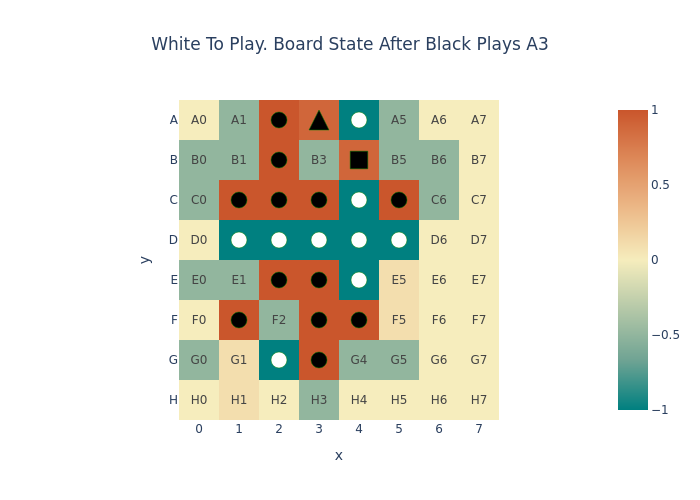 White To Play. Board State After Black Plays A3
A A0 A1 A5 A6 A7
B B0 B1 B3 B5 B6 B7
C C0 C6 C7
D D0 D6 D7
E E0 E1 E5 E6 E7
F F0 F2 F5 F6 F7
G G0 G1 G4 G5 G6 G7
H H0 H1 H2 H3 H4 H5 H6 H7
0 1 2 3 4 5 6 7
x
y
1
0.5
0
−0.5
−1